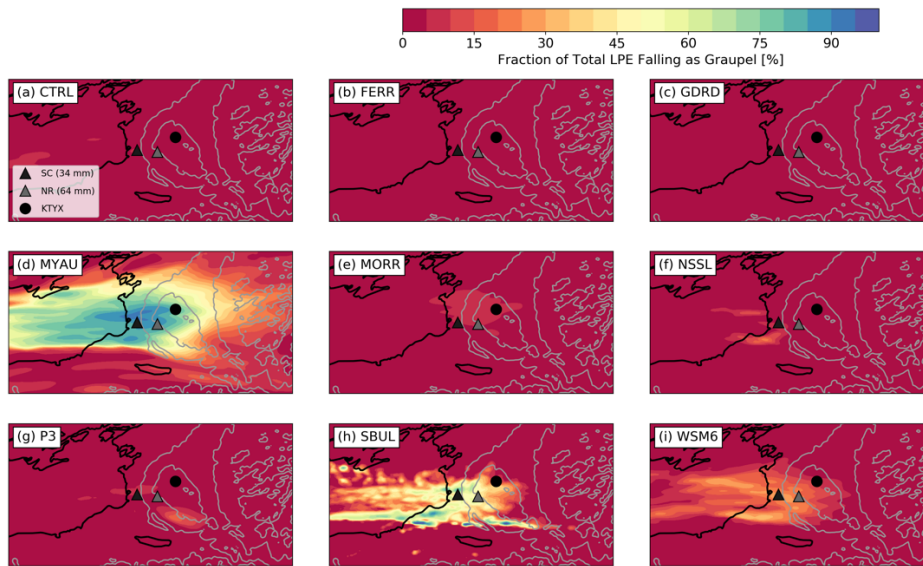 0 15 30 45 60 75 90
Fraction of Total LPE Falling as Graupel [%]
(a) CTRL
(b) FERR
(c) GDRD
SC (34 mm)
NR (64 mm)
KTYX
(d) MYAU
(e) MORR
(f) NSSL
(g) P3
(h) SBUL
(i) WSM6